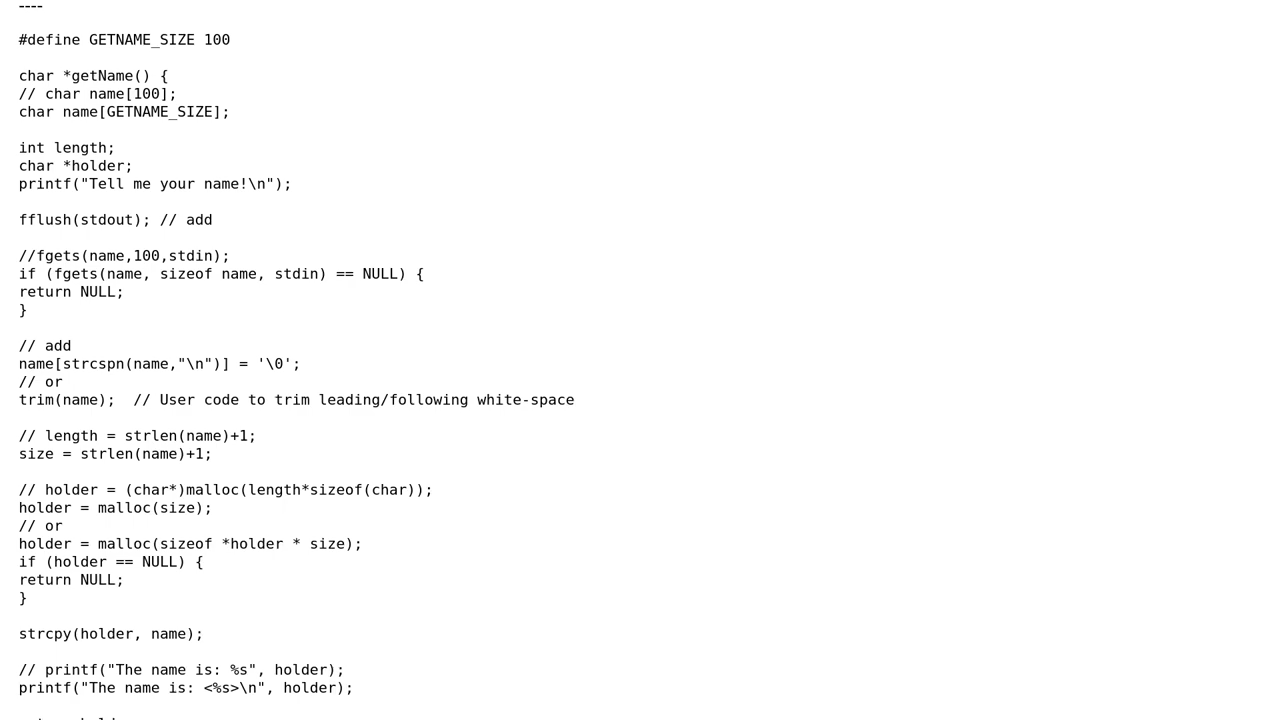 ----
#define GETNAME_SIZE 100
char *getName() {
// char name[100];
char name[GETNAME_SIZE];
int length;
char *holder;
printf("Tell me your name!\n");
fflush(stdout); // add
//fgets(name,100,stdin);
if (fgets(name, sizeof name, stdin) == NULL) {
return NULL;
}
// add
name[strcspn(name,"\n")] = '\0';
// or
trim(name);  // User code to trim leading/following white-space
// length = strlen(name)+1;
size = strlen(name)+1;
// holder = (char*)malloc(length*sizeof(char));
holder = malloc(size);
// or
holder = malloc(sizeof *holder * size);
if (holder == NULL) {
return NULL;
}
strcpy(holder, name);
// printf("The name is: %s", holder);
printf("The name is: <%s>\n", holder);